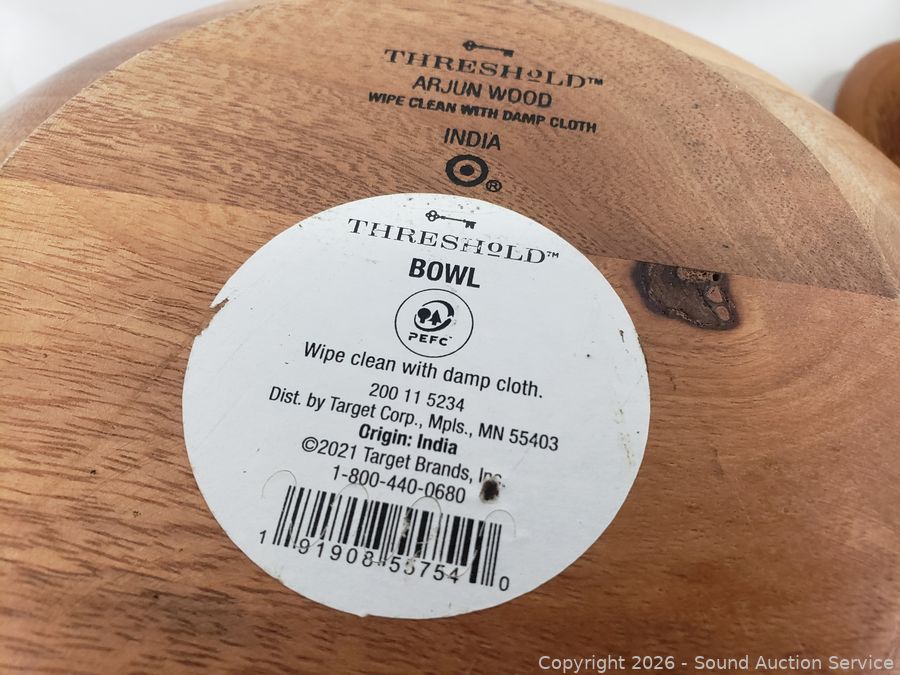 THRESHOLD™
ARJUN WOOD
WIPE CLEAN WITH DAMP CLOTH
INDIA
®
THRESHOLD™
BOWL
PEFC™
Wipe clean with damp cloth.
200 11 5234
Dist. by Target Corp., Mpls., MN 55403
Origin: India
©2021 Target Brands, Inc.
1-800-440-0680
1 91908 55754 0
Copyright 2026 - Sound Auction Service